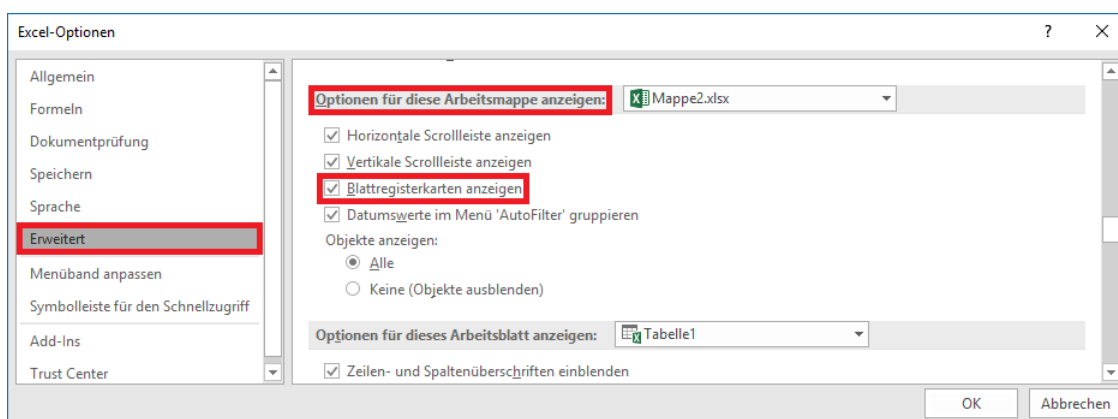 Excel-Optionen
?
Allgemein
Formeln
Dokumentprüfung
Speichern
Sprache
Erweitert
Menüband anpassen
Symbolleiste für den Schnellzugriff
Add-Ins
Trust Center
Optionen für diese Arbeitsmappe anzeigen: Mappe2.xlsx
Horizontale Scrollleiste anzeigen
Vertikale Scrollleiste anzeigen
Blattregisterkarten anzeigen
Datumswerte im Menü 'AutoFilter' gruppieren
Objekte anzeigen:
Alle
Keine (Objekte ausblenden)
Optionen für dieses Arbeitsblatt anzeigen: Tabelle1
Zeilen- und Spaltenüberschriften einblenden
OK Abbrechen